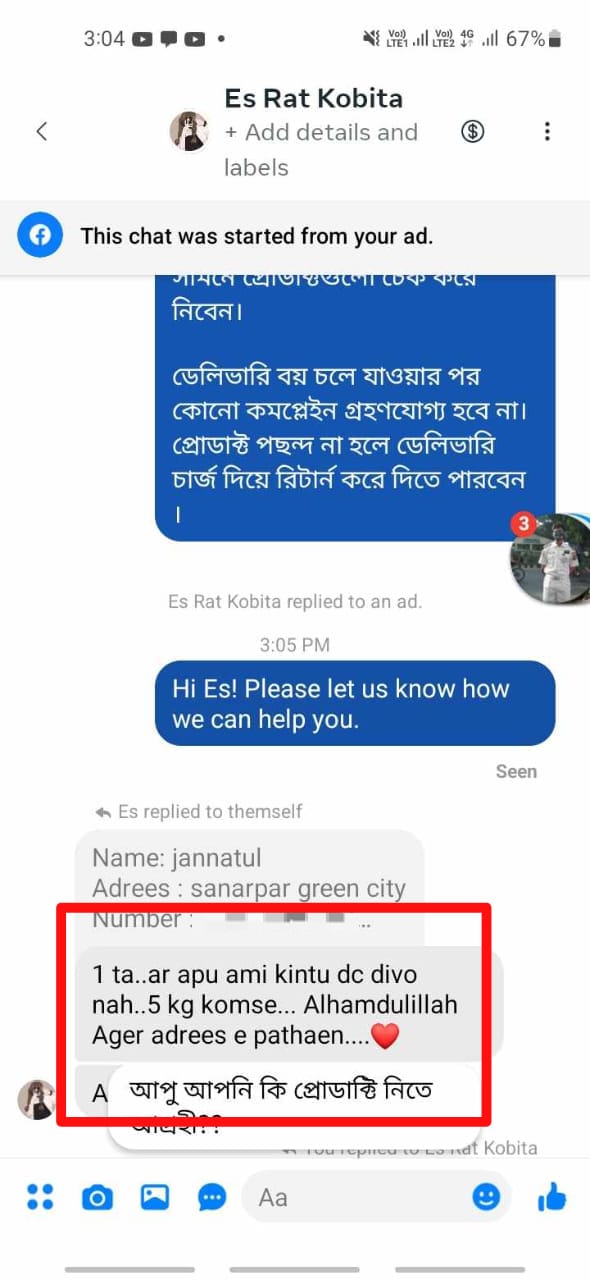 3:04
Vo)) LTE1 Vo)) LTE2 4G 67%
Es Rat Kobita
+ Add details and
labels
This chat was started from your ad.
সামনে প্রোডাক্টগুলো চেক করে
নিবেন।
ডেলিভারি বয় চলে যাওয়ার পর
কোনো কমপ্লেইন গ্রহণযোগ্য হবে না।
প্রোডাক্ট পছন্দ না হলে ডেলিভারি
চার্জ দিয়ে রিটার্ন করে দিতে পারবেন
।
3
Es Rat Kobita replied to an ad.
3:05 PM
Hi Es! Please let us know how
we can help you.
Seen
Es replied to themself
Name: jannatul
Adrees : sanarpar green city
Number :
1 ta..ar apu ami kintu dc divo
nah..5 kg komse... Alhamdulillah
Ager adrees e pathaen....❤️
A
আপু আপনি কি প্রোডাক্টি নিতে
আগ্রহী??
You replied to Es Rat Kobita
Aa